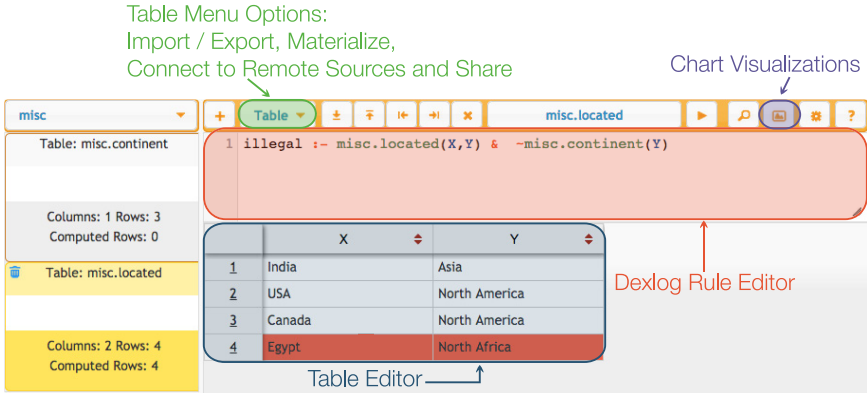 Table Menu Options:
Import / Export, Materialize,
Connect to Remote Sources and Share
Chart Visualizations
misc
+ Table misc.located ?
Table: misc.continent
Columns: 1 Rows: 3
Computed Rows: 0
Table: misc.located
Columns: 2 Rows: 4
Computed Rows: 4
1 illegal :- misc.located(X,Y) & ~misc.continent(Y)
X Y
1 India Asia
2 USA North America
3 Canada North America
4 Egypt North Africa
Dexlog Rule Editor
Table Editor